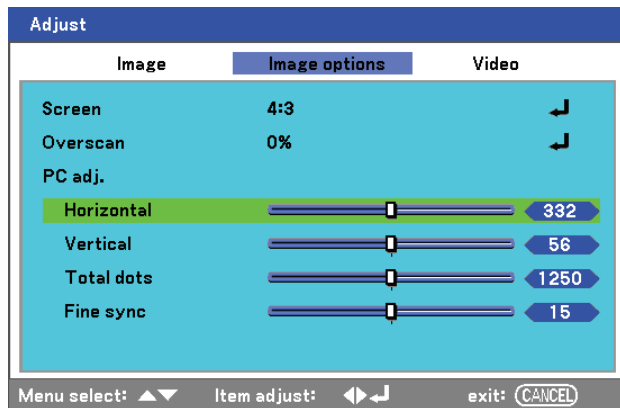 Adjust
Image Image options Video
Screen 4:3
Overscan 0%
PC adj.
Horizontal 332
Vertical 56
Total dots 1250
Fine sync 15
Menu select: Item adjust: exit: CANCEL